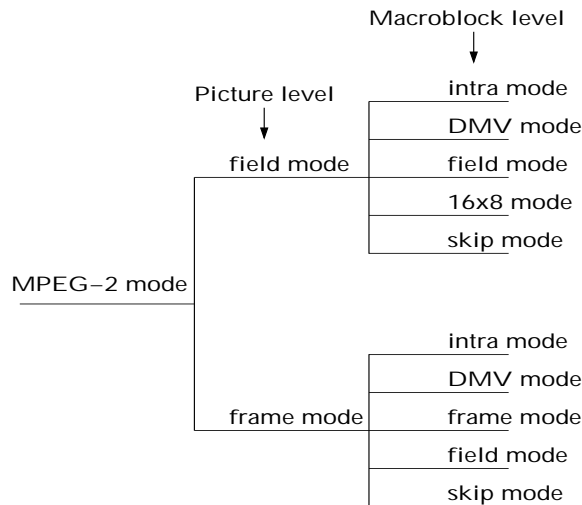 Macroblock level
intra mode
Picture level
DMV mode
field mode
field mode
16x8 mode
skip mode
MPEG−2 mode
intra mode
DMV mode
frame mode
frame mode
field mode
skip mode